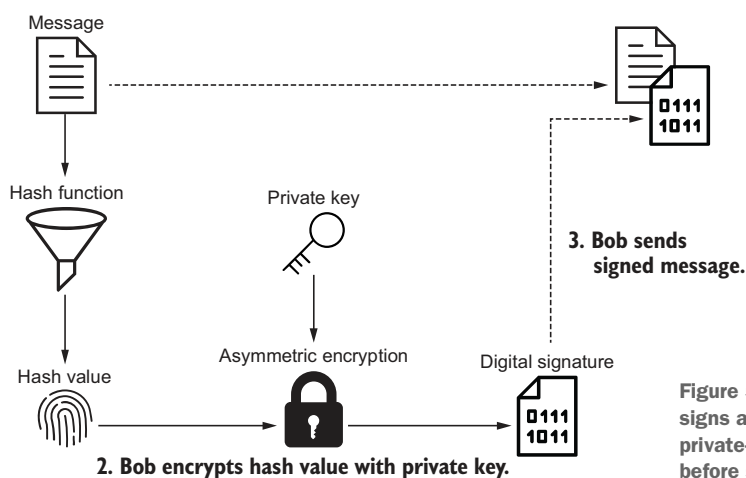 Message
0111
1011
Hash function
Private key
3. Bob sends
signed message.
Hash value
Asymmetric encryption
Digital signature
0111
1011
2. Bob encrypts hash value with private key.
Figure
signs a
private-
before